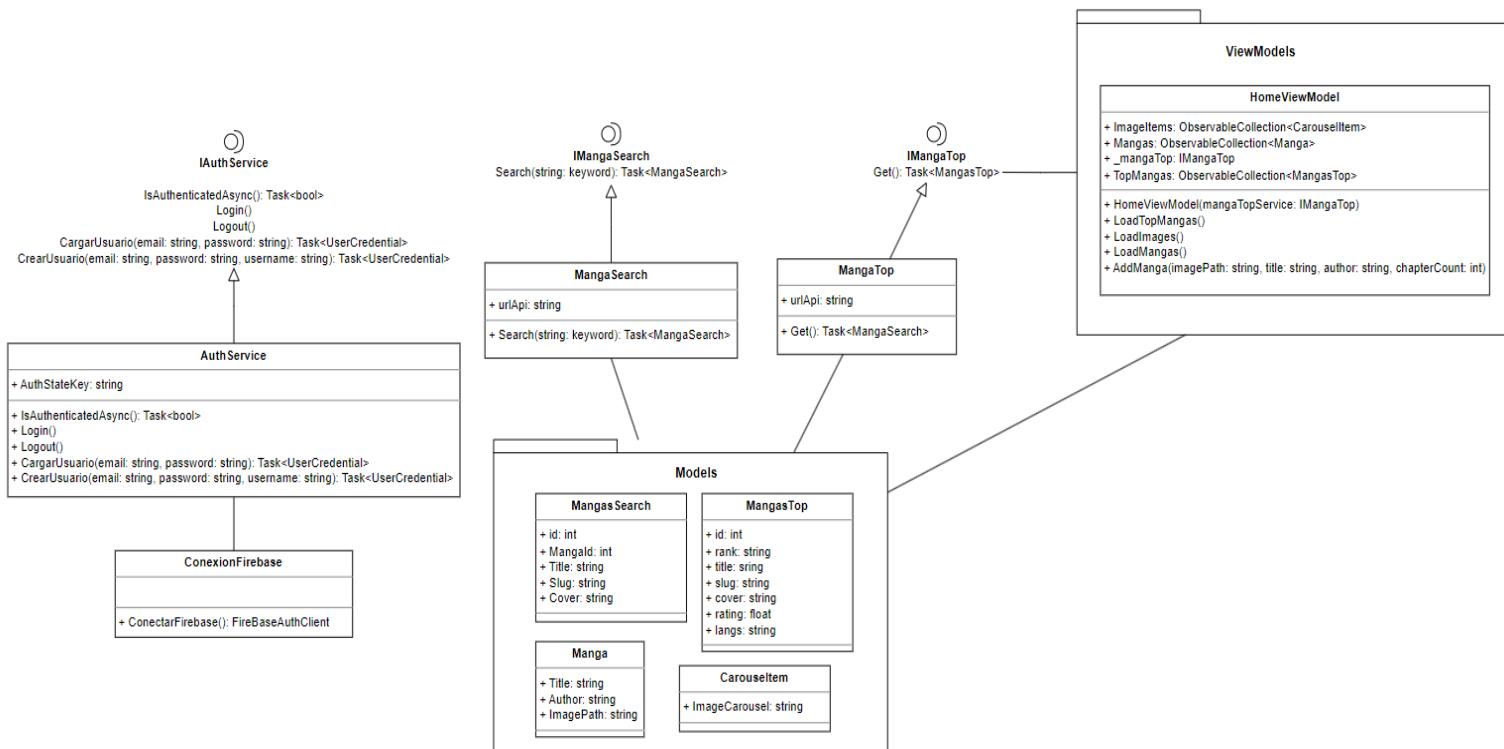 IAuthService
IsAuthenticatedAsync(): Task<bool>
Login()
Logout()
CargarUsuario(email: string, password: string): Task<UserCredential>
CrearUsuario(email: string, password: string, username: string): Task<UserCredential>
AuthService
+ AuthStateKey: string
+ IsAuthenticatedAsync(): Task<bool>
+ Login()
+ Logout()
+ CargarUsuario(email: string, password: string): Task<UserCredential>
+ CrearUsuario(email: string, password: string, username: string): Task<UserCredential>
ConexionFirebase
+ ConectarFirebase(): FireBaseAuthClient
IMangaSearch
Search(string: keyword): Task<MangaSearch>
MangaSearch
+ urlApi: string
+ Search(string: keyword): Task<MangaSearch>
IMangaTop
Get(): Task<MangasTop>
MangaTop
+ urlApi: string
+ Get(): Task<MangaSearch>
ViewModels
HomeViewModel
+ ImageItems: ObservableCollection<CarouselItem>
+ Mangas: ObservableCollection<Manga>
+ _mangaTop: IMangaTop
+ TopMangas: ObservableCollection<MangasTop>
+ HomeViewModel(mangaTopService: IMangaTop)
+ LoadTopMangas()
+ LoadImages()
+ LoadMangas()
+ AddManga(imagePath: string, title: string, author: string, chapterCount: int)
Models
MangasSearch
+ id: int
+ MangaId: int
+ Title: string
+ Slug: string
+ Cover: string
MangasTop
+ id: int
+ rank: string
+ title: sring
+ slug: string
+ cover: string
+ rating: float
+ langs: string
Manga
+ Title: string
+ Author: string
+ ImagePath: string
CarouseItem
+ ImageCarousel: string